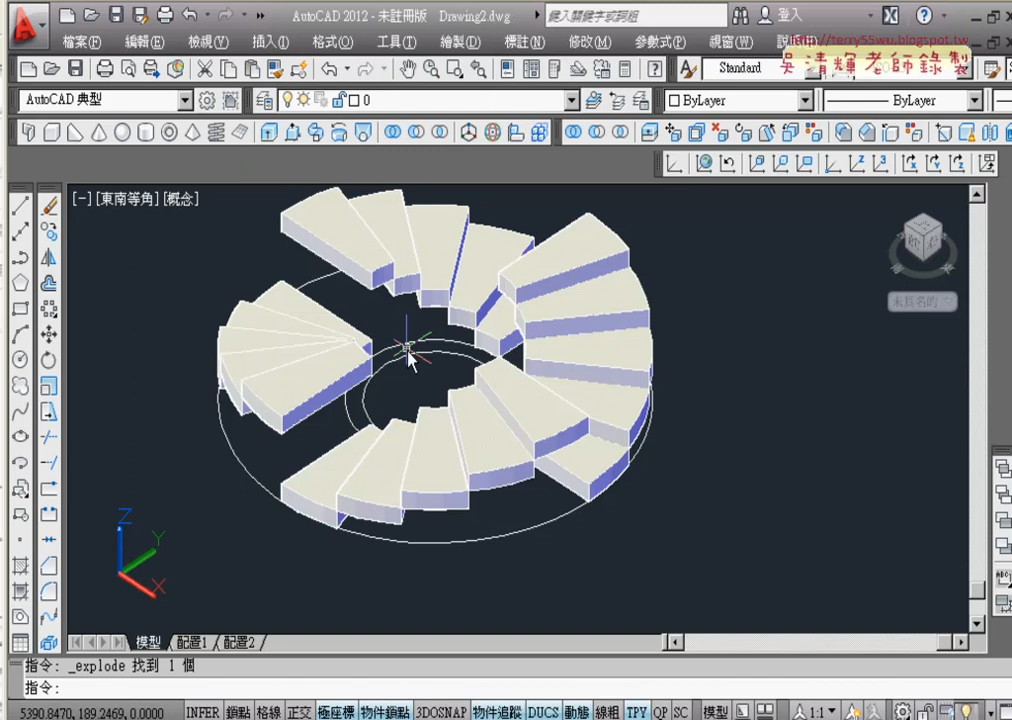 AutoCAD 2012 - 未註冊版 Drawing2.dwg
鍵入關鍵字或詞組
登入
檔案(F) 編輯(E) 檢視(V) 插入(I) 格式(O) 工具(T) 繪製(D) 標註(N) 修改(M) 參數式(P) 視窗(W)
http://terry55wu.blogspot.tw
吳清輝老師錄製
Standard
AutoCAD 典型
0
ByLayer
ByLayer
[−][東南等角][概念]
未具名的
Z
Y
X
模型 配置1 配置2
指令: _explode 找到 1 個
指令:
5390.8470, 189.2469, 0.0000 INFER 鎖點 格線 正交 極座標 物件鎖點 3DOSNAP 物件追蹤 DUCS 動態 線粗 TPY QP SC 模型 1:1